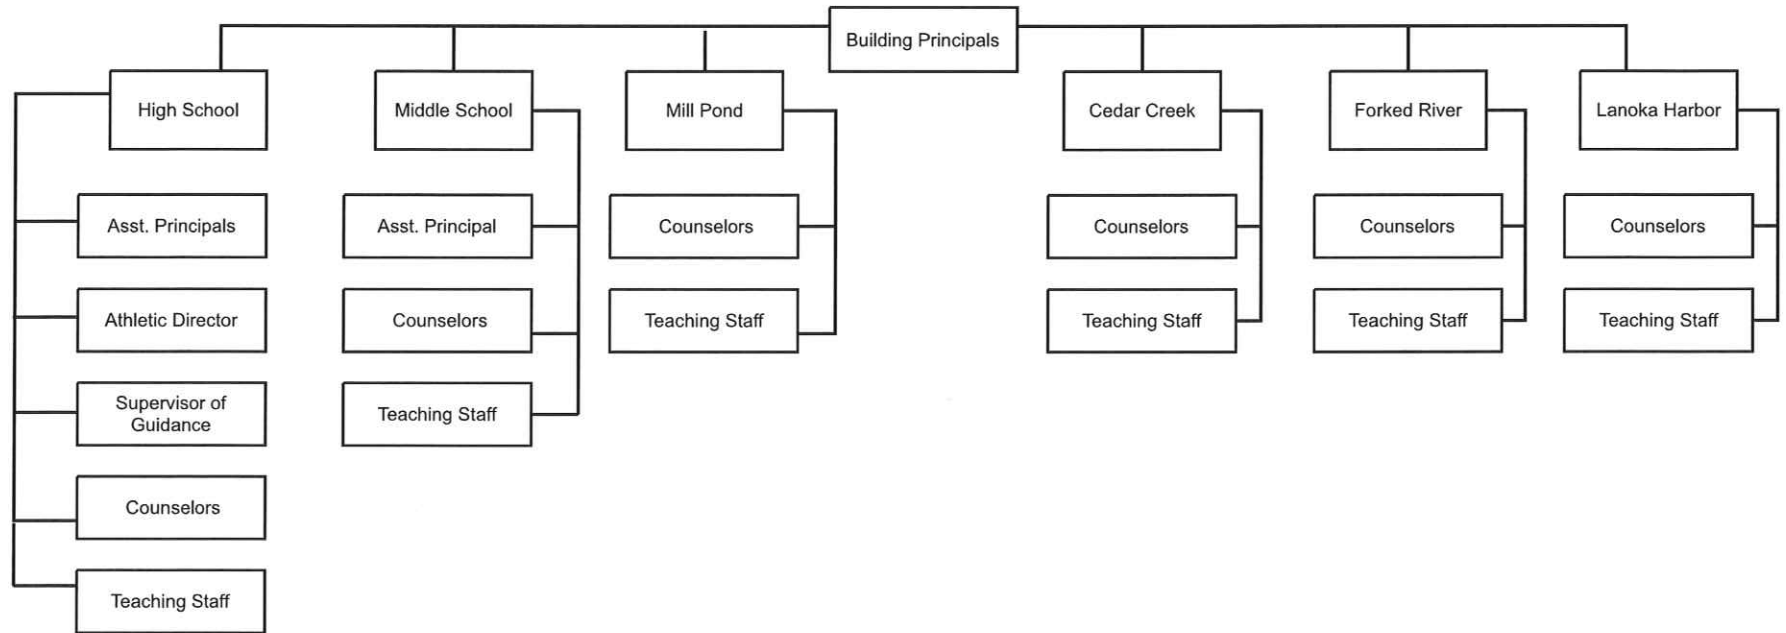 Building Principals
High School
Middle School
Mill Pond
Cedar Creek
Forked River
Lanoka Harbor
Asst. Principals
Asst. Principal
Counselors
Counselors
Counselors
Counselors
Athletic Director
Counselors
Teaching Staff
Teaching Staff
Teaching Staff
Teaching Staff
Supervisor of
Guidance
Teaching Staff
Counselors
Teaching Staff